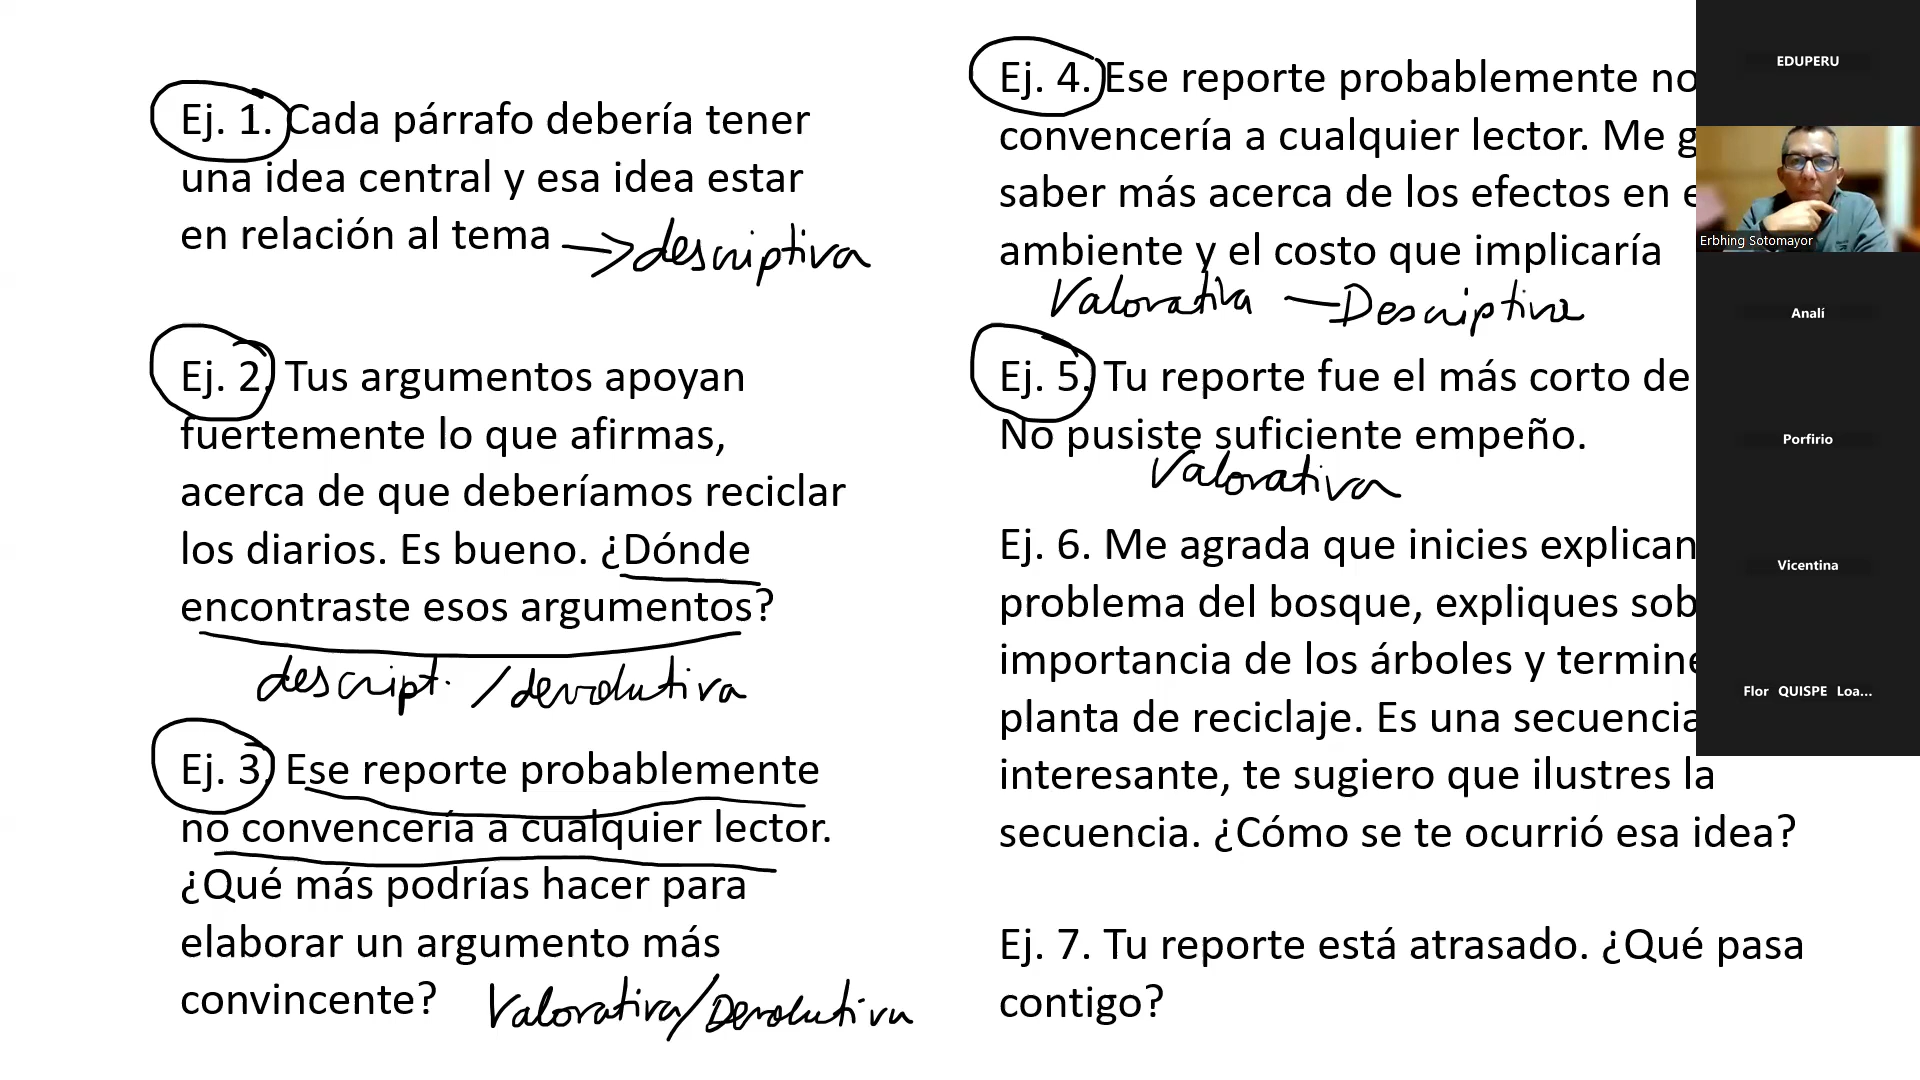 Ej. 1. Cada párrafo debería tener
una idea central y esa idea estar
en relación al tema → descriptiva
Ej. 2. Tus argumentos apoyan
fuertemente lo que afirmas,
acerca de que deberíamos reciclar
los diarios. Es bueno. ¿Dónde
encontraste esos argumentos?
descript. / devolutiva
Ej. 3. Ese reporte probablemente
no convencería a cualquier lector.
¿Qué más podrías hacer para
elaborar un argumento más
convincente? Valorativa/Devolutiva
Ej. 4. Ese reporte probablemente no
convencería a cualquier lector. Me g
saber más acerca de los efectos en e
ambiente y el costo que implicaría
Valorativa — Descriptiva
Ej. 5. Tu reporte fue el más corto de
No pusiste suficiente empeño.
Valorativa
Ej. 6. Me agrada que inicies explican
problema del bosque, expliques sob
importancia de los árboles y termine
planta de reciclaje. Es una secuencia
interesante, te sugiero que ilustres la
secuencia. ¿Cómo se te ocurrió esa idea?
Ej. 7. Tu reporte está atrasado. ¿Qué pasa
contigo?
EDUPERU
Erbhing Sotomayor
Analí
Porfirio
Vicentina
Flor QUISPE Loa...